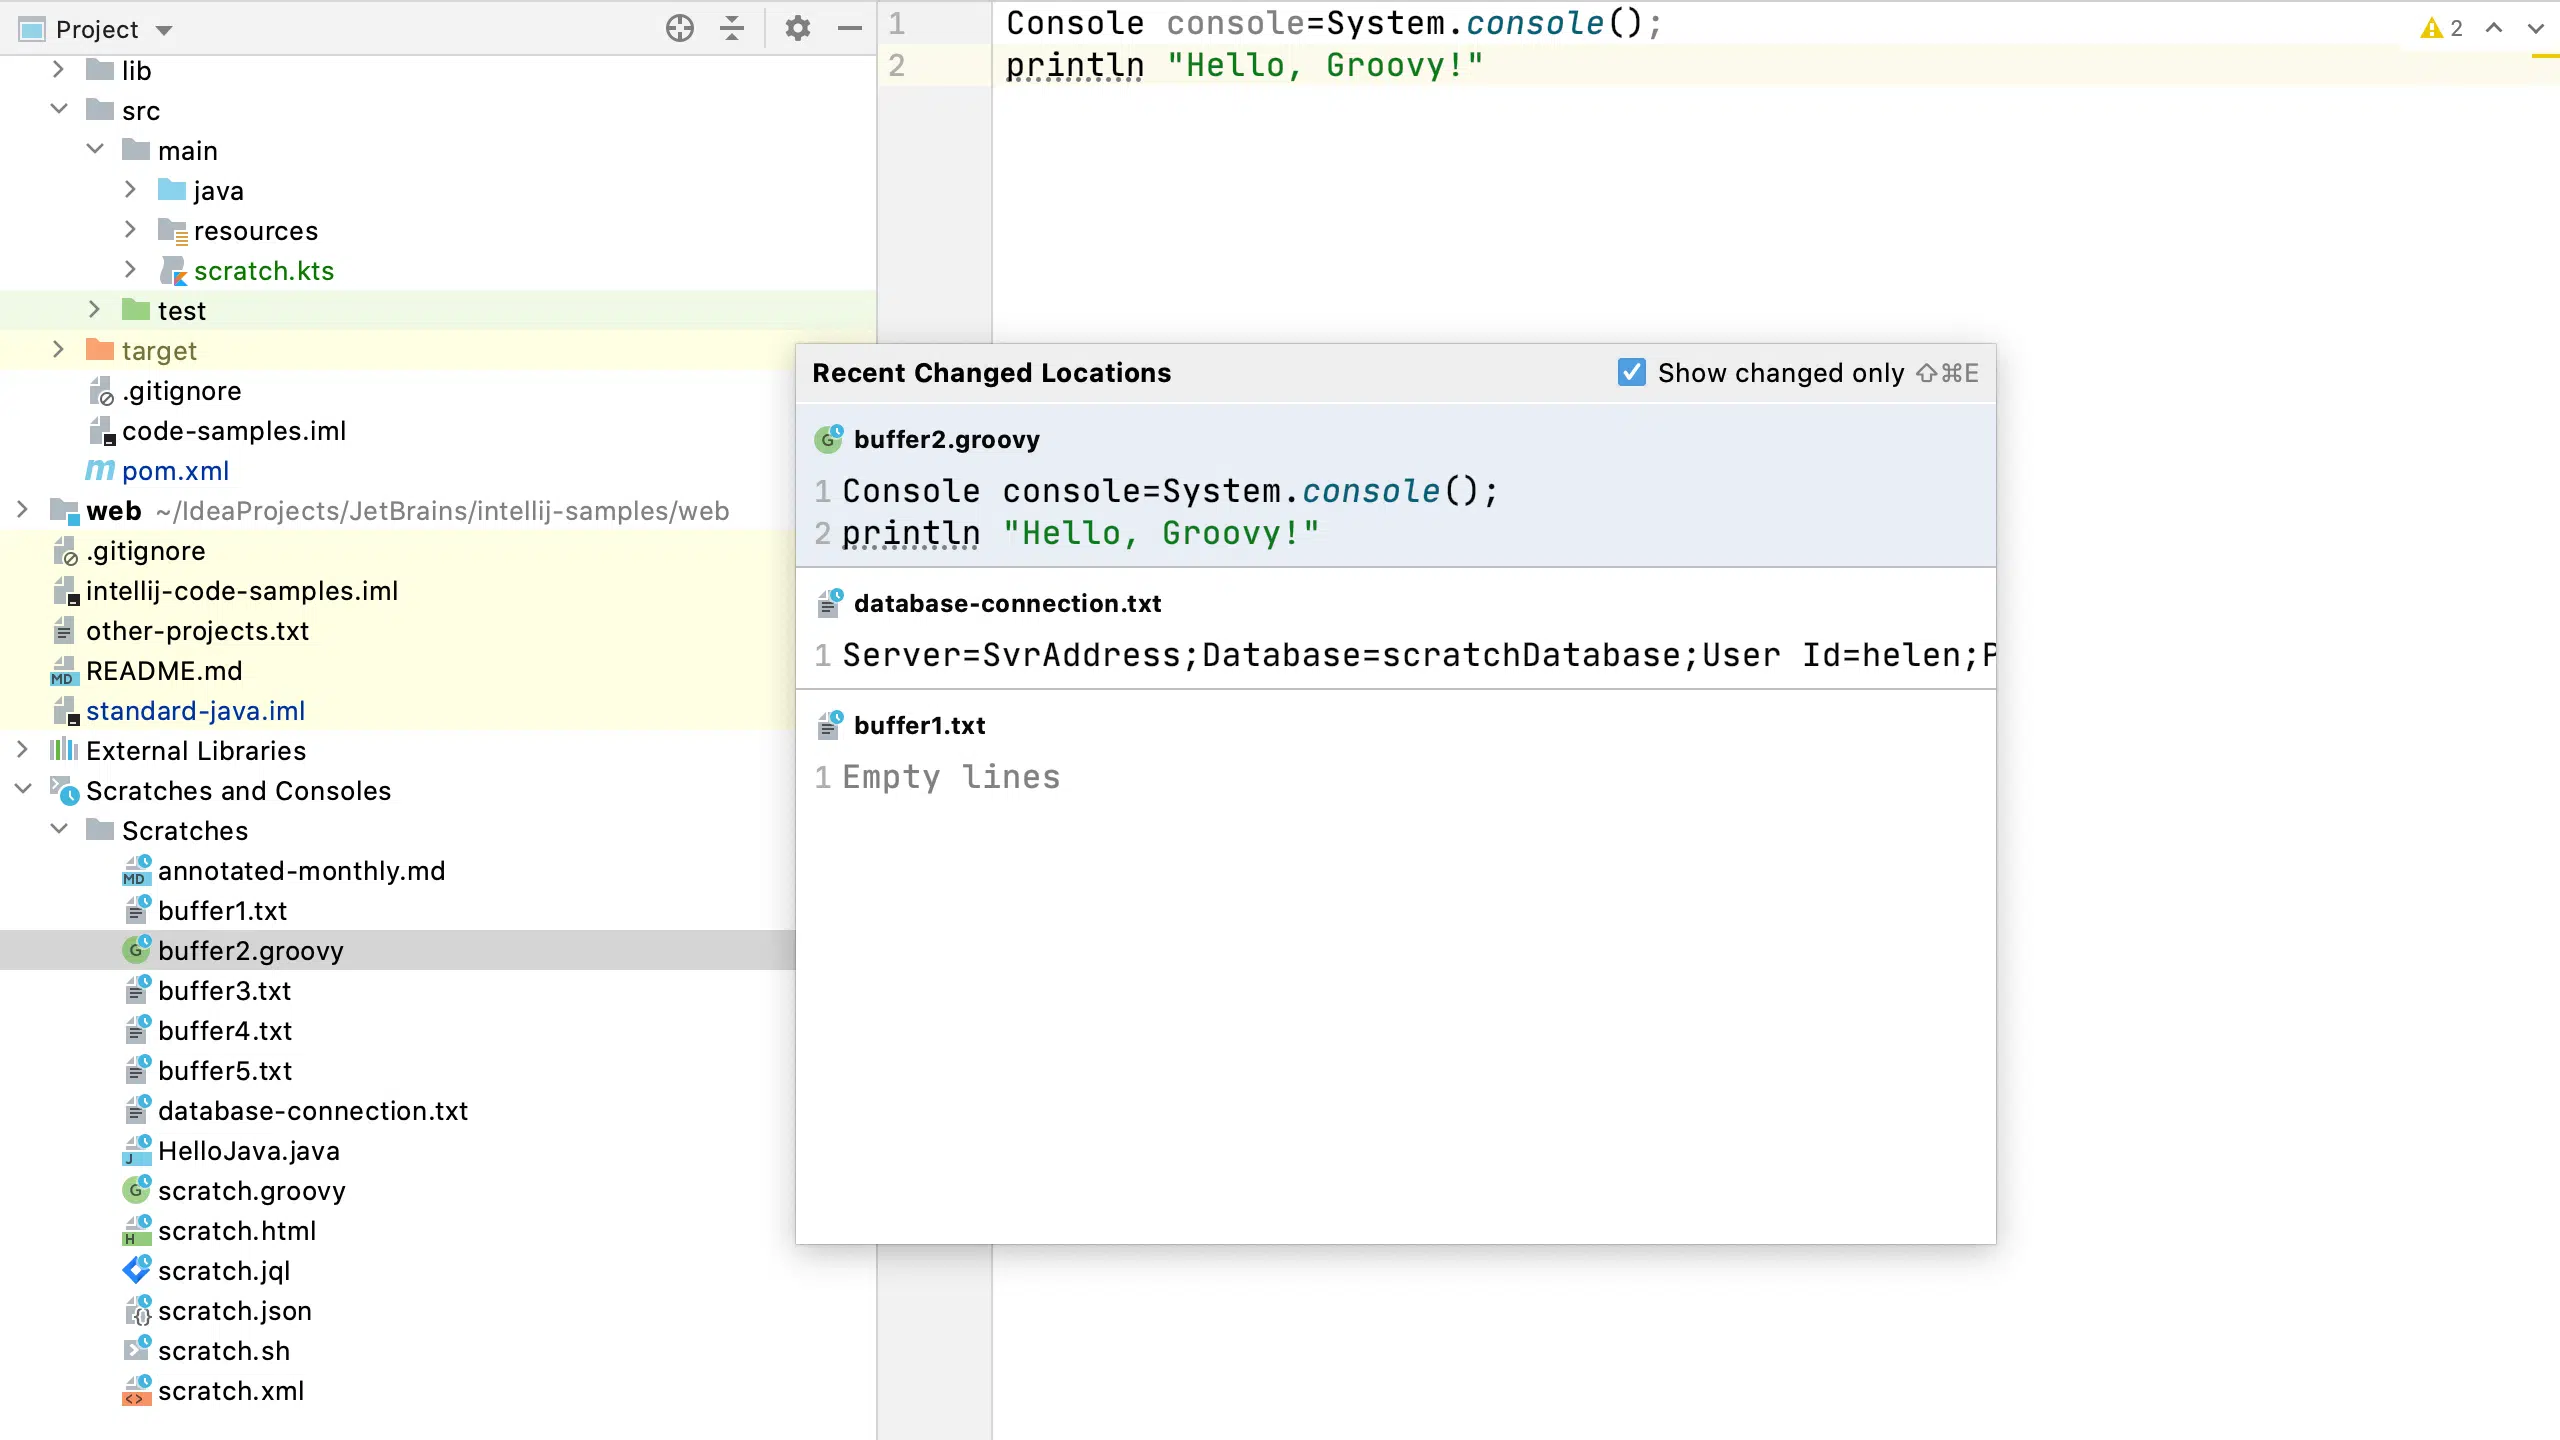 Project
lib
src
main
java
resources
scratch.kts
test
target
.gitignore
code-samples.iml
m pom.xml
web ~/IdeaProjects/JetBrains/intellij-samples/web
.gitignore
intellij-code-samples.iml
other-projects.txt
MD README.md
standard-java.iml
External Libraries
Scratches and Consoles
Scratches
MD annotated-monthly.md
buffer1.txt
G buffer2.groovy
buffer3.txt
buffer4.txt
buffer5.txt
database-connection.txt
J HelloJava.java
G scratch.groovy
H scratch.html
scratch.jql
scratch.json
scratch.sh
scratch.xml
1 Console console=System.console();
2 println "Hello, Groovy!"
2
Recent Changed Locations
Show changed only ⇧⌘E
G buffer2.groovy
1 Console console=System.console();
2 println "Hello, Groovy!"
database-connection.txt
1 Server=SvrAddress;Database=scratchDatabase;User Id=helen;P
buffer1.txt
1 Empty lines